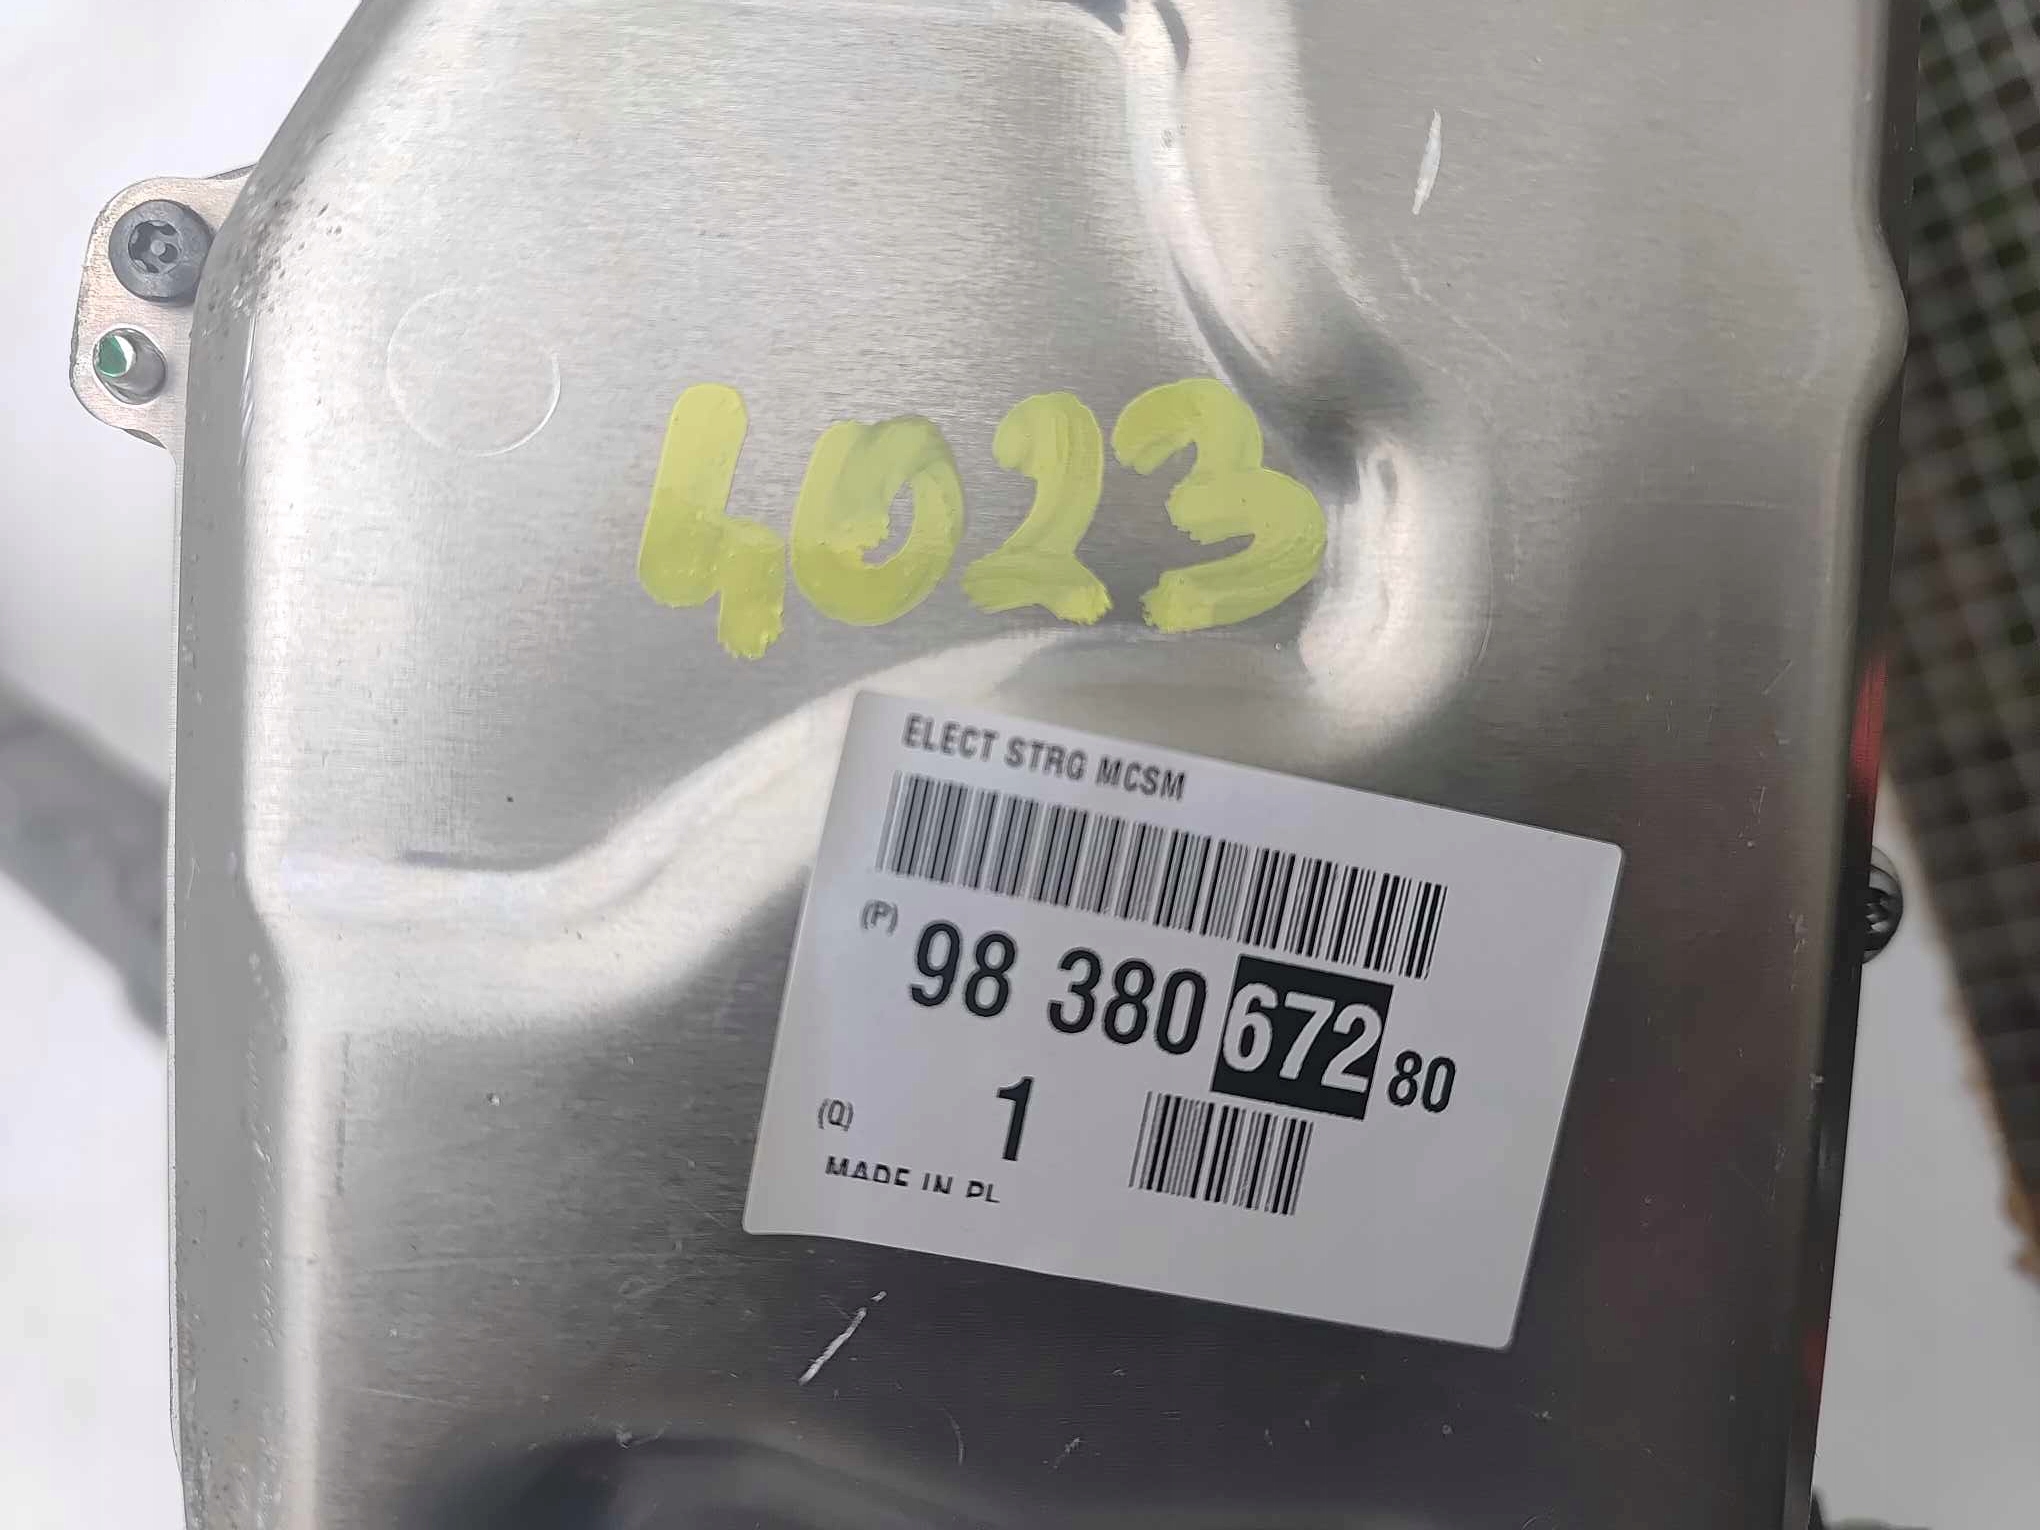 4023
ELECT STRG MCSM
(P) 98 380 672 80
(Q) 1
MADE IN PL